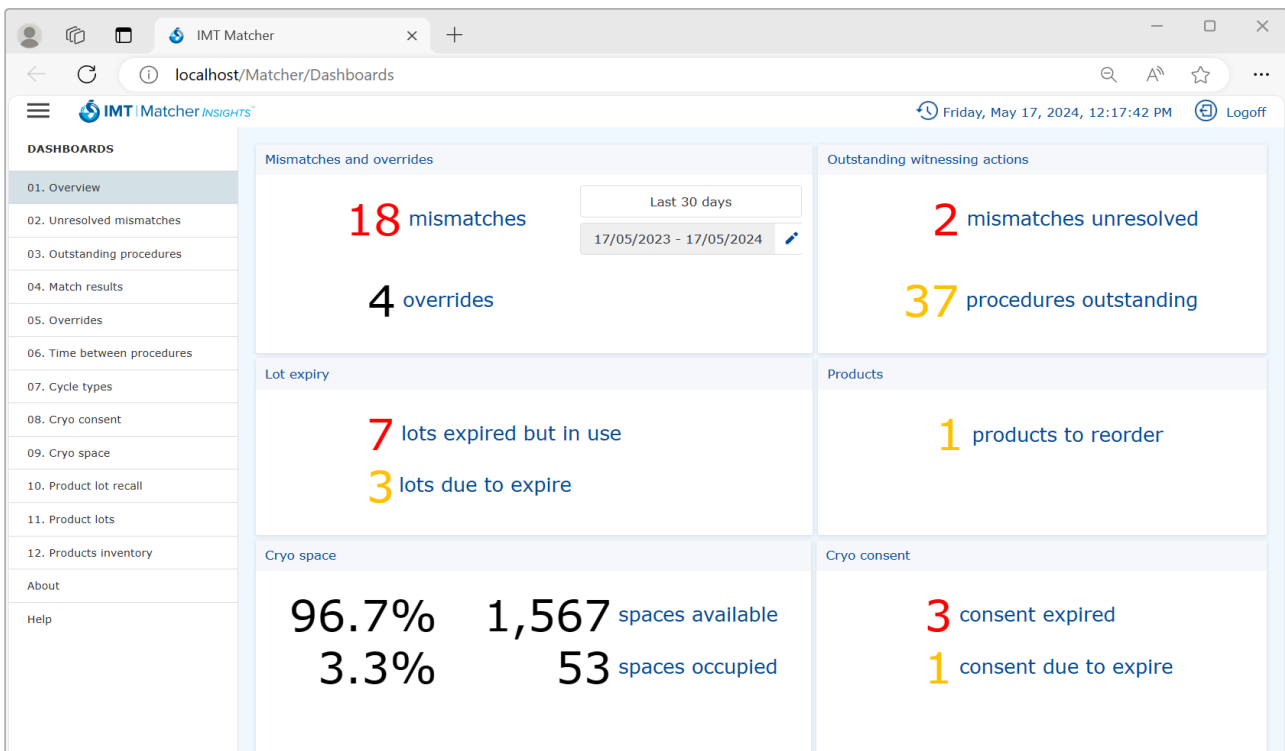 IMT Matcher
localhost/Matcher/Dashboards
IMT | Matcher INSIGHTS™
Friday, May 17, 2024, 12:17:42 PM
Logoff
DASHBOARDS
01. Overview
02. Unresolved mismatches
03. Outstanding procedures
04. Match results
05. Overrides
06. Time between procedures
07. Cycle types
08. Cryo consent
09. Cryo space
10. Product lot recall
11. Product lots
12. Products inventory
About
Help
Mismatches and overrides
18 mismatches
Last 30 days
17/05/2023 - 17/05/2024
4 overrides
Outstanding witnessing actions
2 mismatches unresolved
37 procedures outstanding
Lot expiry
7 lots expired but in use
3 lots due to expire
Products
1 products to reorder
Cryo space
96.7% 1,567 spaces available
3.3% 53 spaces occupied
Cryo consent
3 consent expired
1 consent due to expire